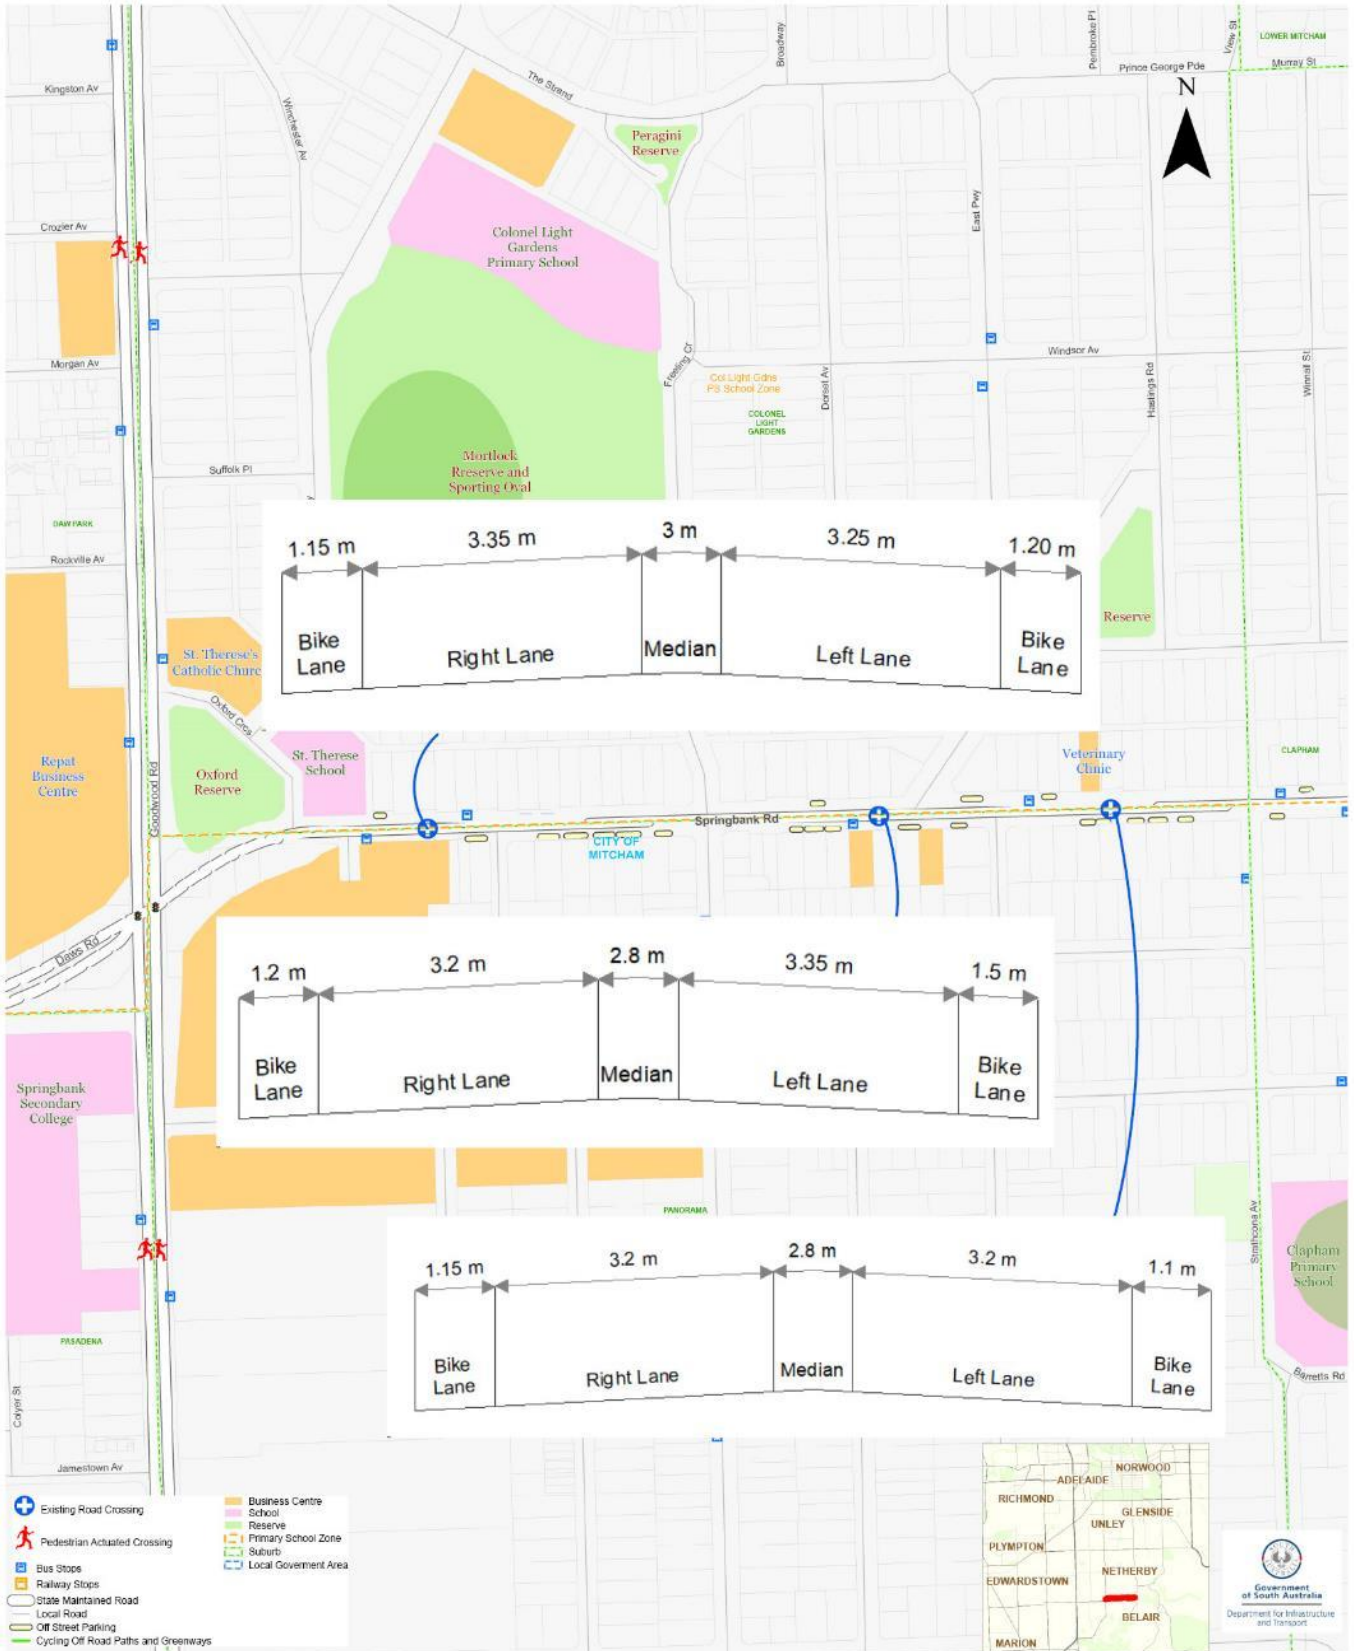 Kingston Av
Winchester Av
The Strand
Broadway
Pembroke Pl
Prince George Pde
View St
LOWER MITCHAM
Murray St
N
Peragini
Reserve
Crozier Av
Colonel Light
Gardens
Primary School
East Pwy
Morgan Av
Freeling Cr
Col Light Gdns
PS School Zone
COLONEL
LIGHT
GARDENS
Dorset Av
Windsor Av
Hastings Rd
Winnall St
Suffolk Pl
Mortlock
Rreserve and
Sporting Oval
DAW PARK
Rockville Av
1.15 m
3.35 m
3 m
3.25 m
1.20 m
Bike
Lane
Right Lane
Median
Left Lane
Bike
Lane
Reserve
St. Therese's
Catholic Churc
Oxford Cres
Repat
Business
Centre
Goodwood Rd
Oxford
Reserve
St. Therese
School
Veterinary
Clinic
CLAPHAM
Springbank Rd
CITY OF
MITCHAM
Daws Rd
1.2 m
3.2 m
2.8 m
3.35 m
1.5 m
Bike
Lane
Right Lane
Median
Left Lane
Bike
Lane
Springbank
Secondary
College
PANORAMA
Strathcona Av
Clapham
Primary
School
1.15 m
3.2 m
2.8 m
3.2 m
1.1 m
Bike
Lane
Right Lane
Median
Left Lane
Bike
Lane
PASADENA
Colyer St
Barretts Rd
Jamestown Av
Existing Road Crossing
Pedestrian Actuated Crossing
Bus Stops
Railway Stops
State Maintained Road
Local Road
Off Street Parking
Cycling Off Road Paths and Greenways
Business Centre
School
Reserve
Primary School Zone
Suburb
Local Goverment Area
NORWOOD
ADELAIDE
RICHMOND
GLENSIDE
UNLEY
PLYMPTON
NETHERBY
EDWARDSTOWN
BELAIR
MARION
Government
of South Australia
Department for Infrastructure
and Transport